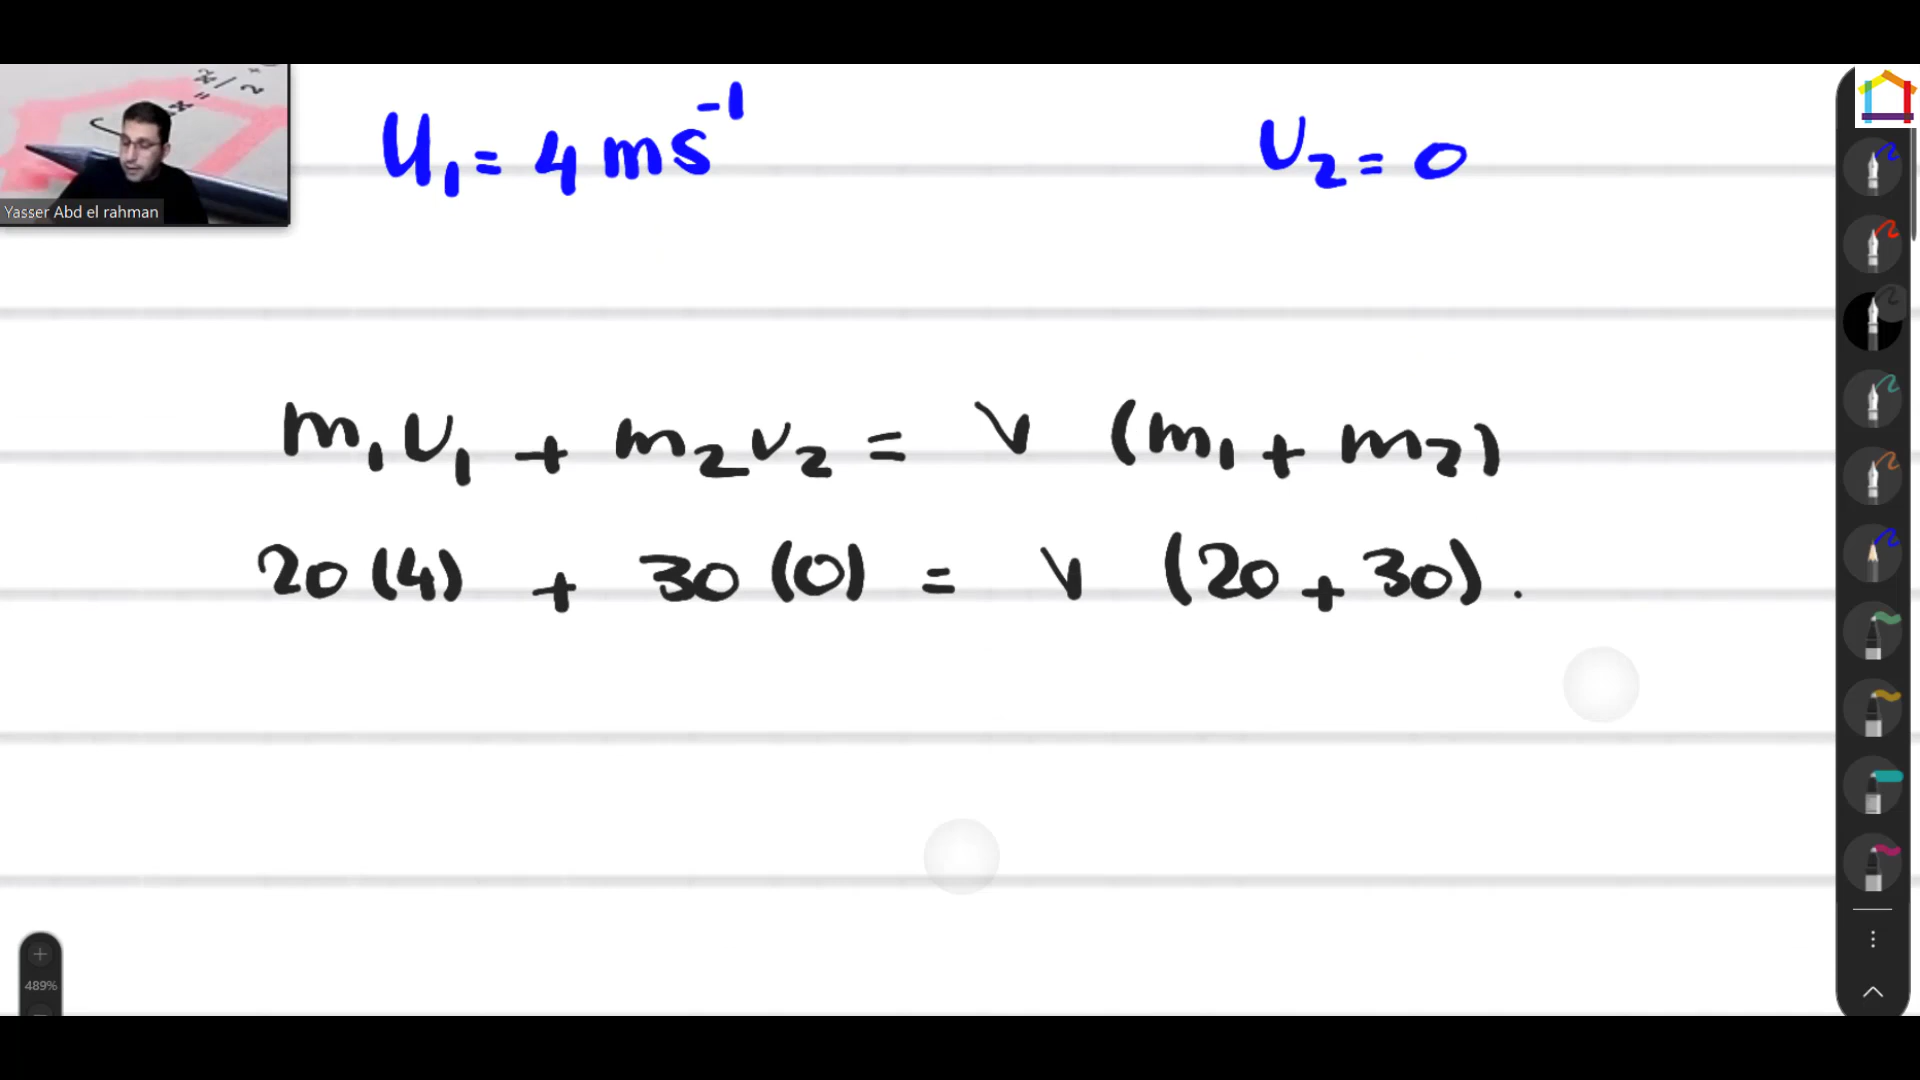 U₁ = 4 ms⁻¹ U₂ = 0
Yasser Abd el rahman
m₁U₁ + m₂U₂ = V (m₁ + m₂)
20(4) + 30(0) = V (20 + 30).
489%